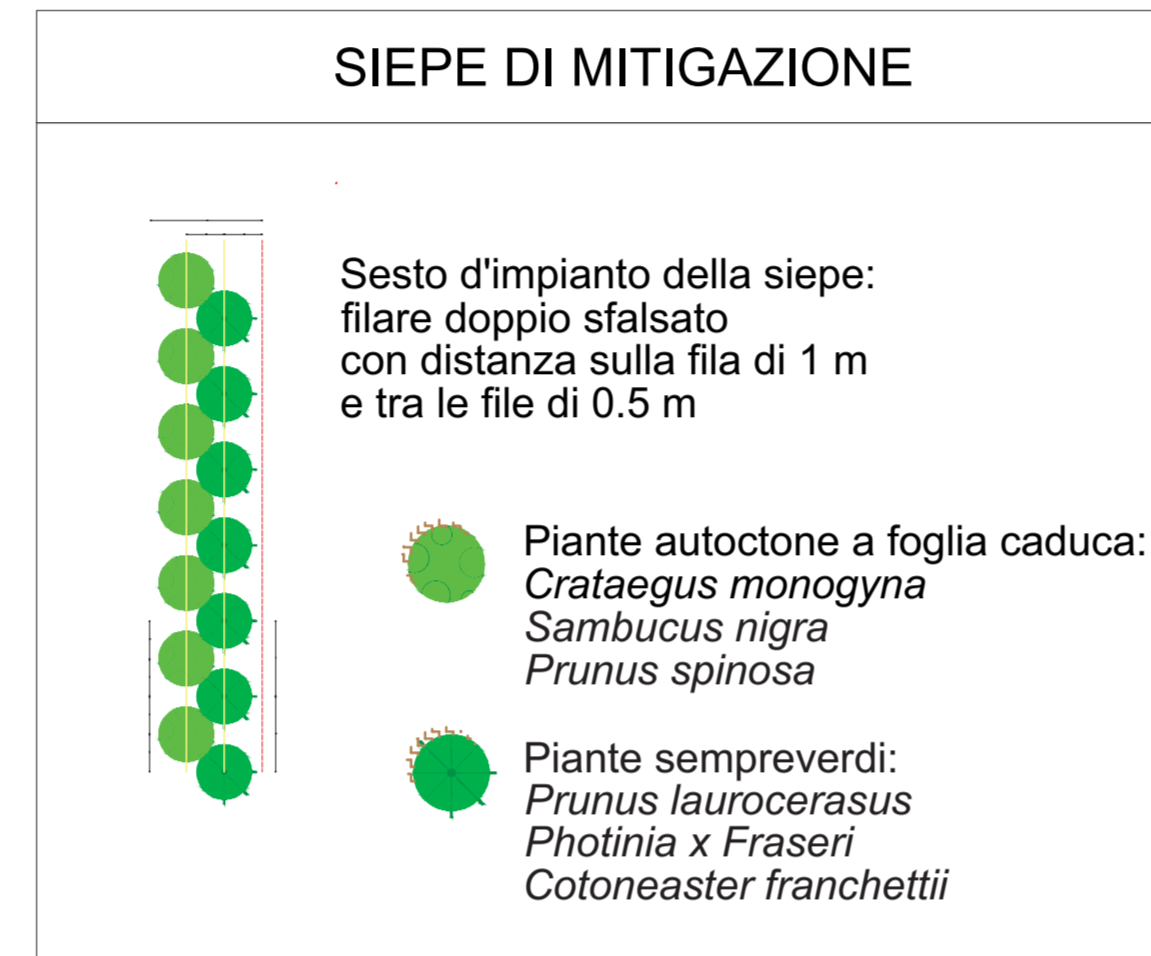 SIEPE DI MITIGAZIONE
Sesto d'impianto della siepe:
filare doppio sfalsato
con distanza sulla fila di 1 m
e tra le file di 0.5 m
Piante autoctone a foglia caduca:
Crataegus monogyna
Sambucus nigra
Prunus spinosa
Piante sempreverdi:
Prunus laurocerasus
Photinia x Fraseri
Cotoneaster franchettii